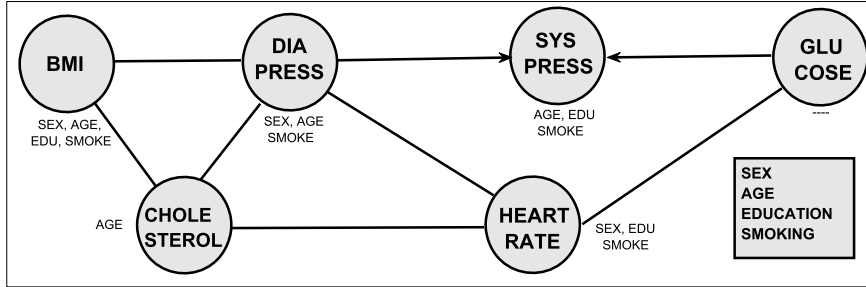 BMI
DIA
PRESS
SYS
PRESS
GLU
COSE
SEX, AGE,
EDU, SMOKE
SEX, AGE
SMOKE
AGE, EDU
SMOKE
----
AGE
CHOLE
STEROL
HEART
RATE
SEX, EDU
SMOKE
SEX
AGE
EDUCATION
SMOKING